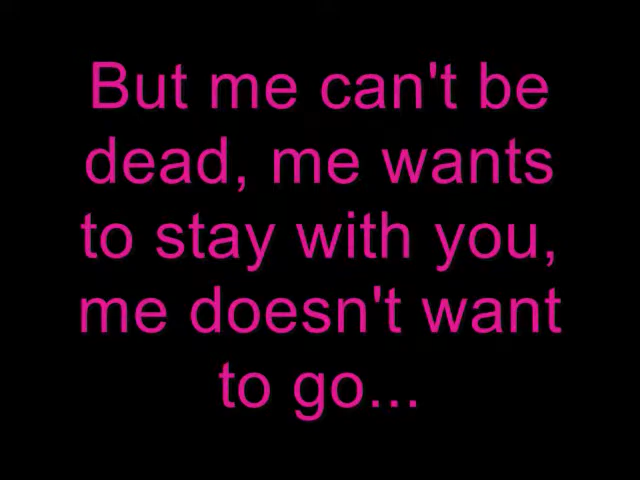 But me can't be
dead, me wants
to stay with you,
me doesn't want
to go...